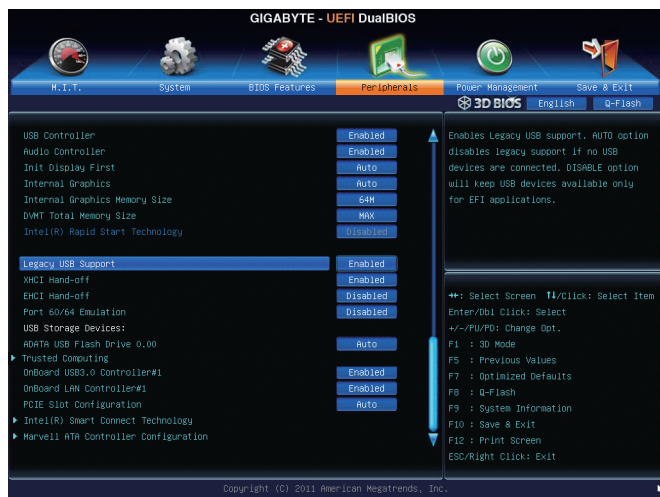 GIGABYTE - UEFI DualBIOS
M.I.T. System BIOS Features Peripherals Power Management Save & Exit
3D BIOS English Q-Flash
USB Controller Enabled
Audio Controller Enabled
Init Display First Auto
Internal Graphics Auto
Internal Graphics Memory Size 64M
DVMT Total Memory Size MAX
Intel(R) Rapid Start Technology Disabled
Legacy USB Support Enabled
XHCI Hand-off Enabled
EHCI Hand-off Disabled
Port 60/64 Emulation Disabled
USB Storage Devices:
ADATA USB Flash Drive 0.00 Auto
Trusted Computing
OnBoard USB3.0 Controller#1 Enabled
OnBoard LAN Controller#1 Enabled
PCIE Slot Configuration Auto
Intel(R) Smart Connect Technology
Marvell ATA Controller Configuration
Enables Legacy USB support. AUTO option
disables legacy support if no USB
devices are connected. DISABLE option
will keep USB devices available only
for EFI applications.
↔: Select Screen ↑↓/Click: Select Item
Enter/Dbl Click: Select
+/-/PU/PD: Change Opt.
F1 : 3D Mode
F5 : Previous Values
F7 : Optimized Defaults
F8 : Q-Flash
F9 : System Information
F10 : Save & Exit
F12 : Print Screen
ESC/Right Click: Exit
Copyright (C) 2011 American Megatrends, Inc.